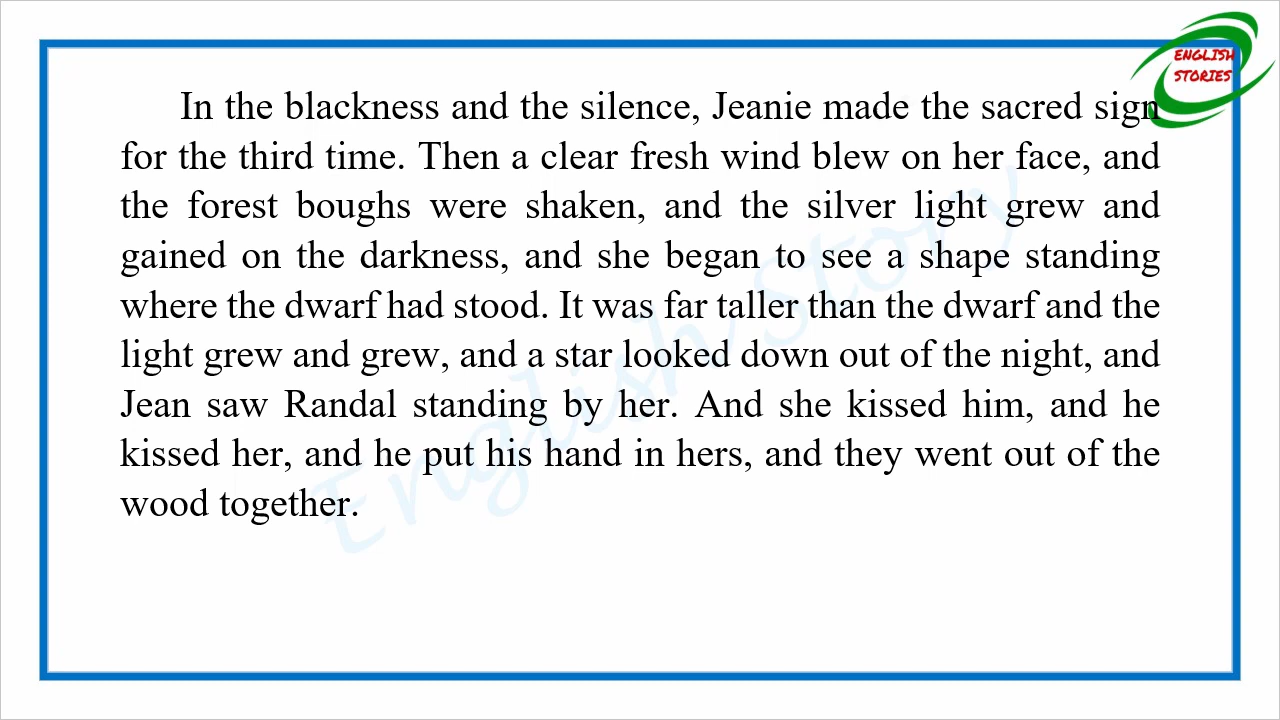 ENGLISH
STORIES
In the blackness and the silence, Jeanie made the sacred sign
for the third time. Then a clear fresh wind blew on her face, and
the forest boughs were shaken, and the silver light grew and
gained on the darkness, and she began to see a shape standing
where the dwarf had stood. It was far taller than the dwarf and the
light grew and grew, and a star looked down out of the night, and
Jean saw Randal standing by her. And she kissed him, and he
kissed her, and he put his hand in hers, and they went out of the
wood together.
English Story